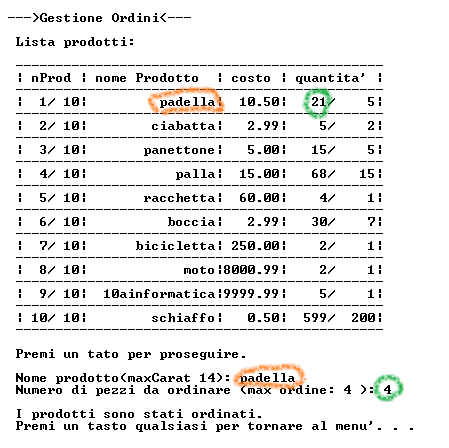 --->Gestione Ordini<---
Lista prodotti:
¦ nProd ¦ nome Prodotto ¦ costo ¦ quantita' ¦
¦ 1/ 10¦ padella¦ 10.50¦ 21/ 5¦
¦ 2/ 10¦ ciabatta¦ 2.99¦ 5/ 2¦
¦ 3/ 10¦ panettone¦ 5.00¦ 15/ 5¦
¦ 4/ 10¦ palla¦ 15.00¦ 68/ 15¦
¦ 5/ 10¦ racchetta¦ 60.00¦ 4/ 1¦
¦ 6/ 10¦ boccia¦ 2.99¦ 30/ 7¦
¦ 7/ 10¦ bicicletta¦ 250.00¦ 2/ 1¦
¦ 8/ 10¦ moto¦8000.99¦ 2/ 1¦
¦ 9/ 10¦ 10ainformatica¦9999.99¦ 5/ 1¦
¦ 10/ 10¦ schiaffo¦ 0.50¦ 599/ 200¦
Premi un tato per proseguire.
Nome prodotto(maxCarat 14): padella
Numero di pezzi da ordinare (max ordine: 4 ): 4
I prodotti sono stati ordinati.
Premi un tasto qualsiasi per tornare al menu'. . .